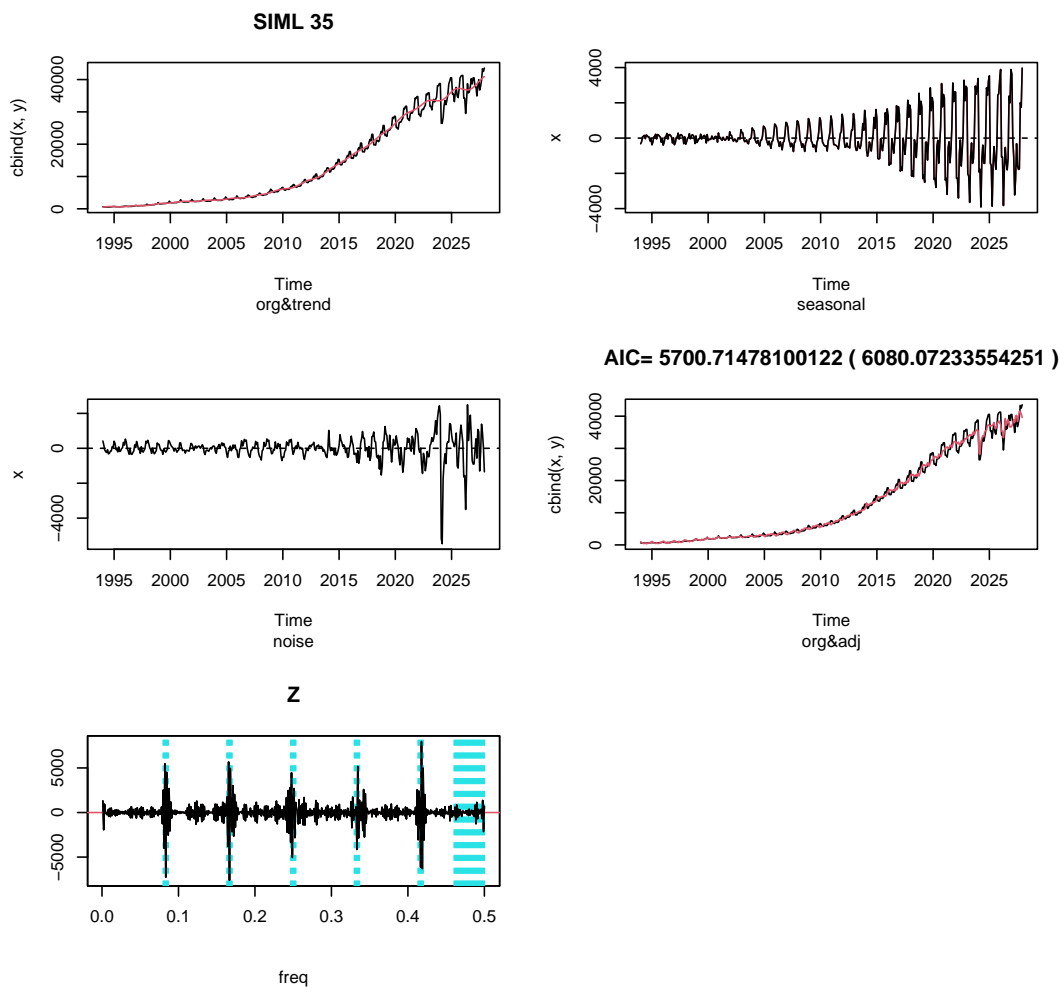 SIML 35
cbind(x, y)
40000
20000
0
1995 2000 2005 2010 2015 2020 2025
Time
org&trend
x
4000
0
−4000
1995 2000 2005 2010 2015 2020 2025
Time
seasonal
x
0
−4000
1995 2000 2005 2010 2015 2020 2025
Time
noise
AIC= 5700.71478100122 ( 6080.07233554251 )
cbind(x, y)
40000
20000
0
1995 2000 2005 2010 2015 2020 2025
Time
org&adj
Z
5000
0
−5000
0.0 0.1 0.2 0.3 0.4 0.5
freq